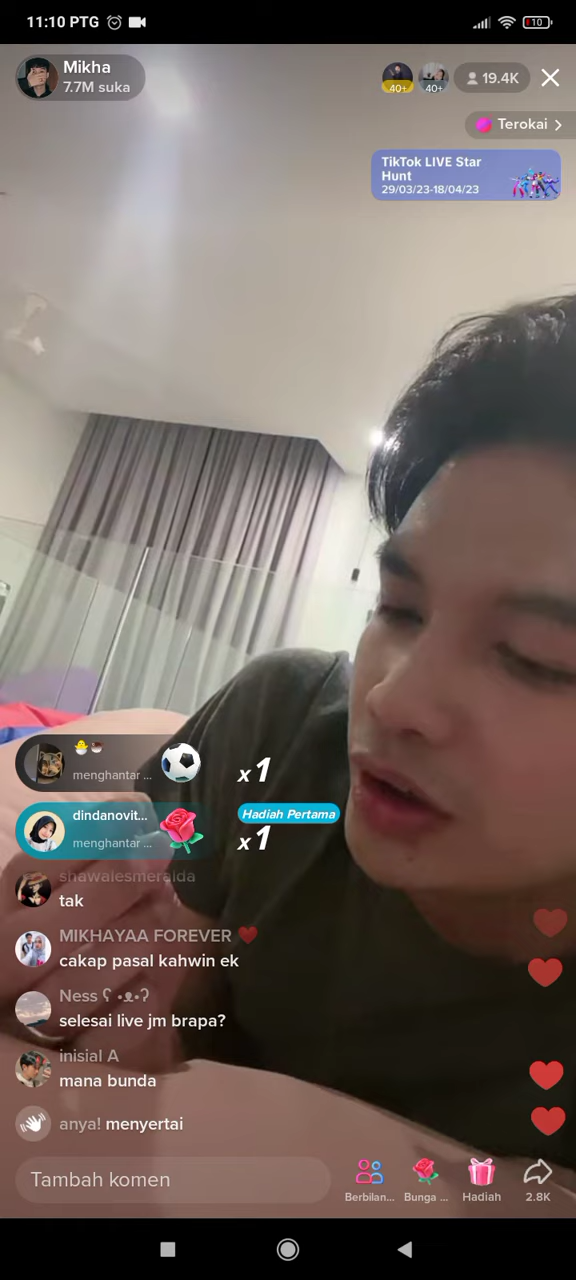 11:10 PTG
10
Mikha
7.7M suka
40+
40+
19.4K
Terokai
TikTok LIVE Star
Hunt
29/03/23-18/04/23
menghantar ...
x1
dindanovit...
Hadiah Pertama
menghantar ...
x1
shawalesmeralda
tak
MIKHAYAA FOREVER ❤️
cakap pasal kahwin ek
Ness ʕ •ᴥ•ʔ
selesai live jm brapa?
inisial A
mana bunda
anya! menyertai
Tambah komen
Berbilan...
Bunga ...
Hadiah
2.8K